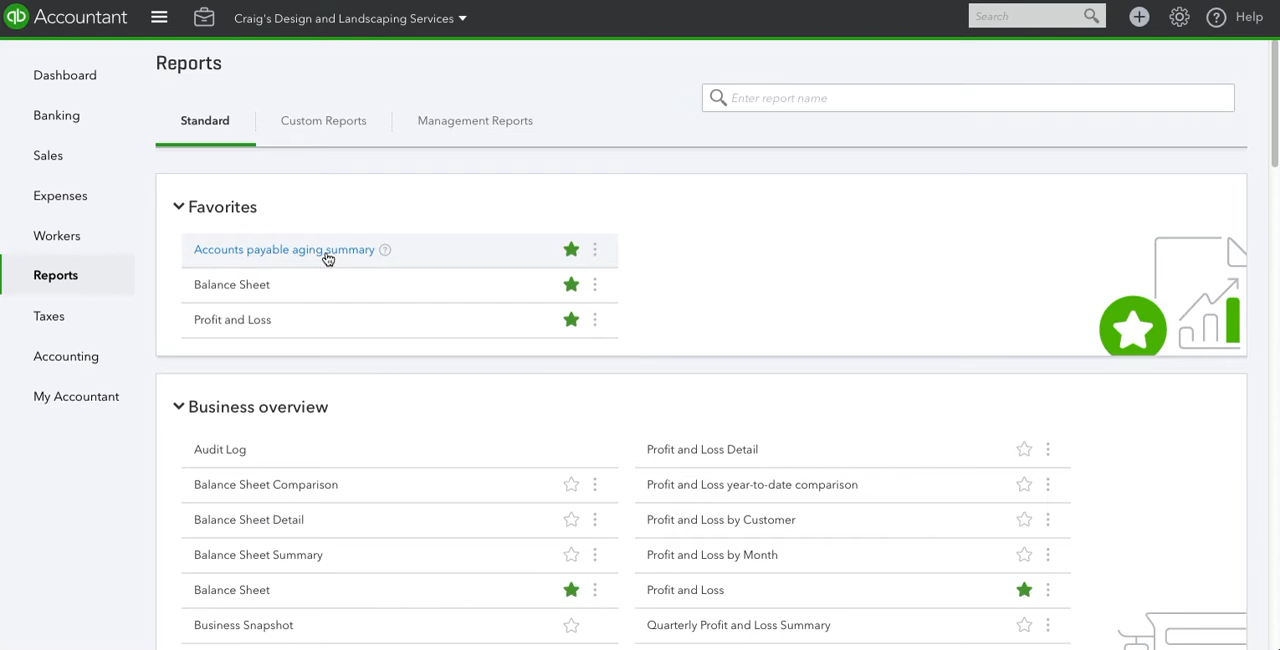 qb Accountant
Craig's Design and Landscaping Services
Search
Help
Dashboard
Banking
Sales
Expenses
Workers
Reports
Taxes
Accounting
My Accountant
Reports
Enter report name
Standard
Custom Reports
Management Reports
Favorites
Accounts payable aging summary
Balance Sheet
Profit and Loss
Business overview
Audit Log
Balance Sheet Comparison
Balance Sheet Detail
Balance Sheet Summary
Balance Sheet
Business Snapshot
Profit and Loss Detail
Profit and Loss year-to-date comparison
Profit and Loss by Customer
Profit and Loss by Month
Profit and Loss
Quarterly Profit and Loss Summary